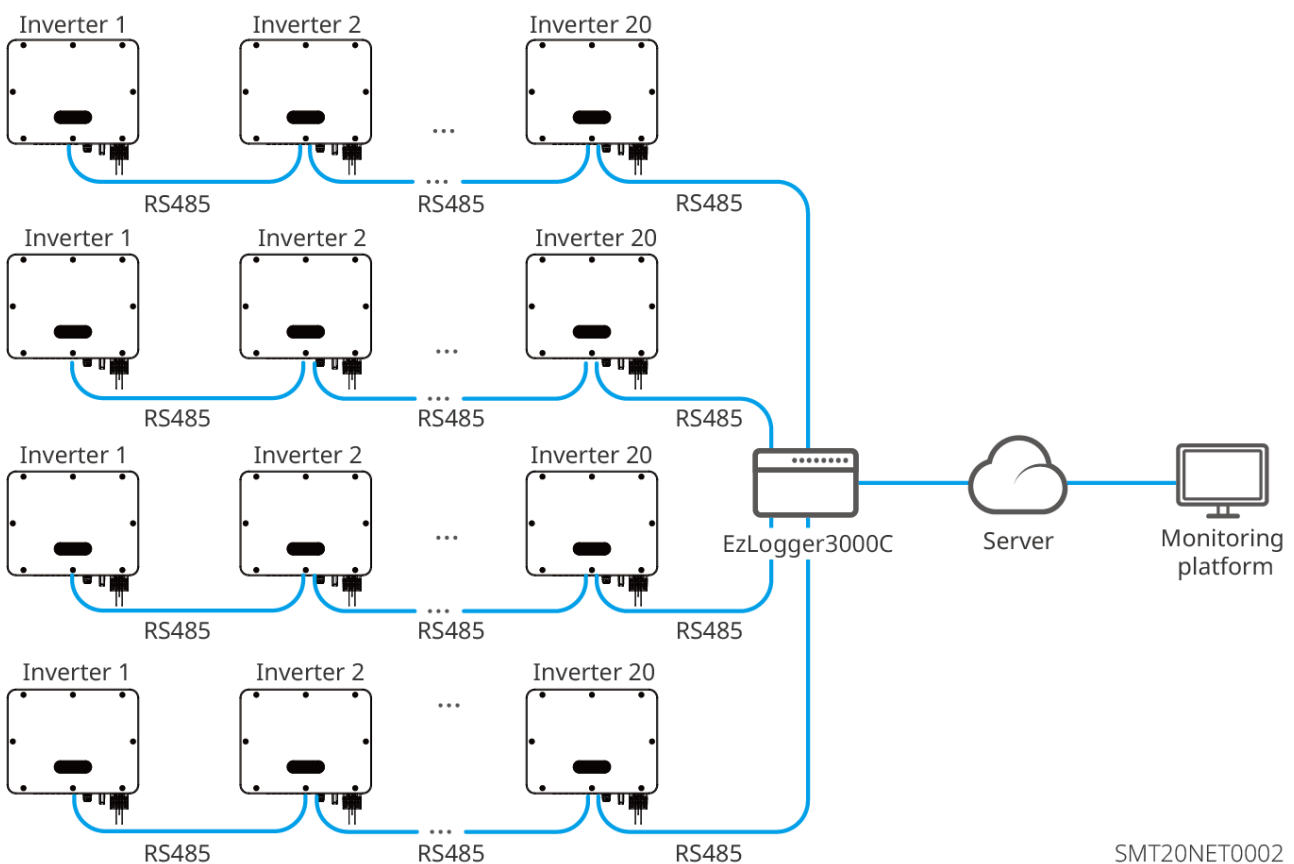 Inverter 1
Inverter 2
Inverter 20
...
...
RS485
RS485
RS485
Inverter 1
Inverter 2
Inverter 20
...
...
RS485
RS485
RS485
Inverter 1
Inverter 2
Inverter 20
...
EzLogger3000C
Server
Monitoring
platform
...
RS485
RS485
RS485
Inverter 1
Inverter 2
Inverter 20
...
...
RS485
RS485
RS485
SMT20NET0002